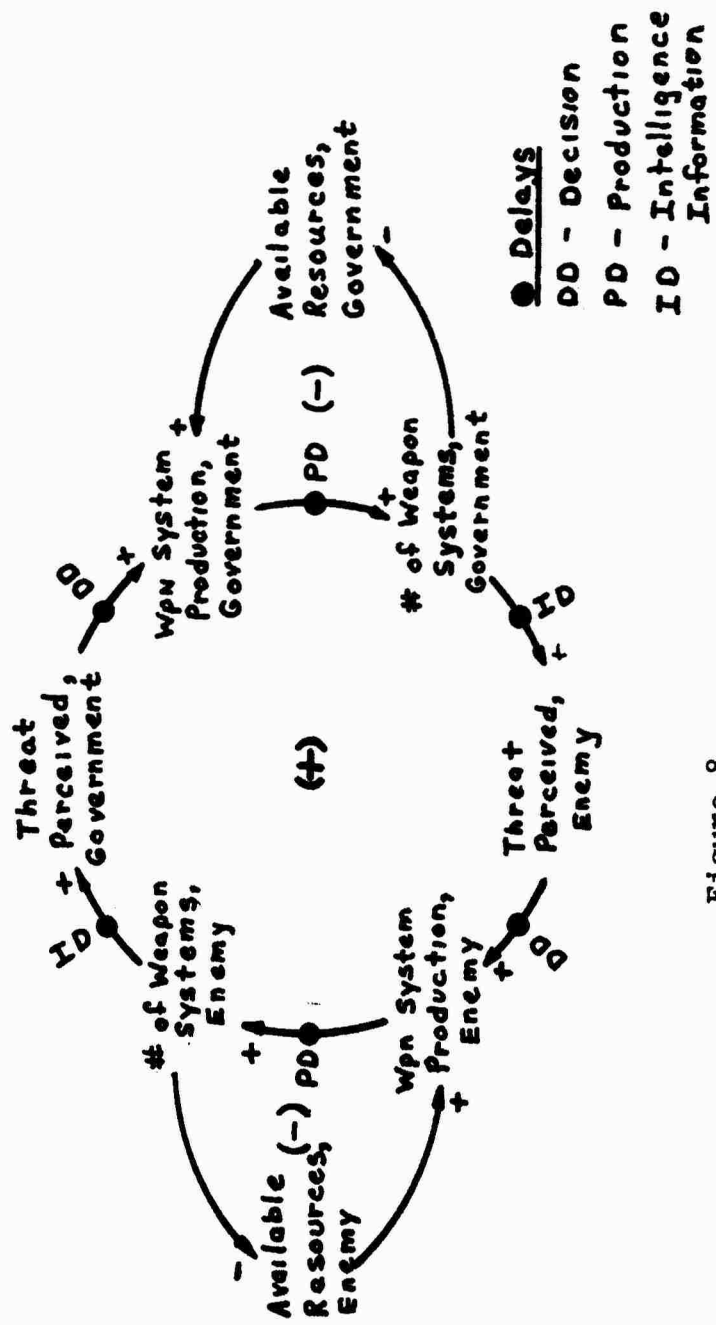 Threat
Perceived,
Government
+
DD
+
Wpn System
Production,
Government
+
PD (-)
Available
Resources,
Government
-
+
# of Weapon
Systems,
Government
ID
+
Threat
Perceived,
Enemy
DD
+
Wpn System
Production,
Enemy
+
PD
+
(-)
Available
Resources,
Enemy
-
# of Weapon
Systems,
Enemy
ID
(+)
Delays
DD - Decision
PD - Production
ID - Intelligence
Information
Figure 8